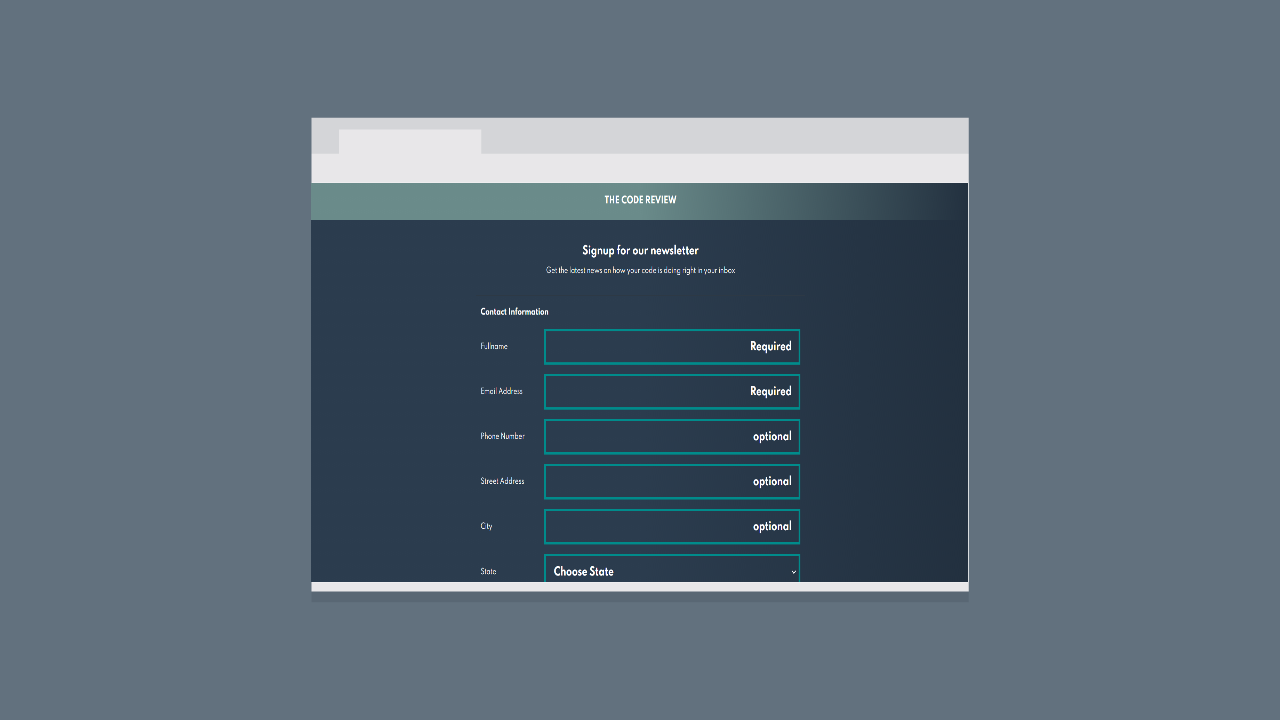 THE CODE REVIEW
Signup for our newsletter
Get the latest news on how your code is doing right in your inbox
Contact Information
Fullname Required
Email Address Required
Phone Number optional
Street Address optional
City optional
State Choose State